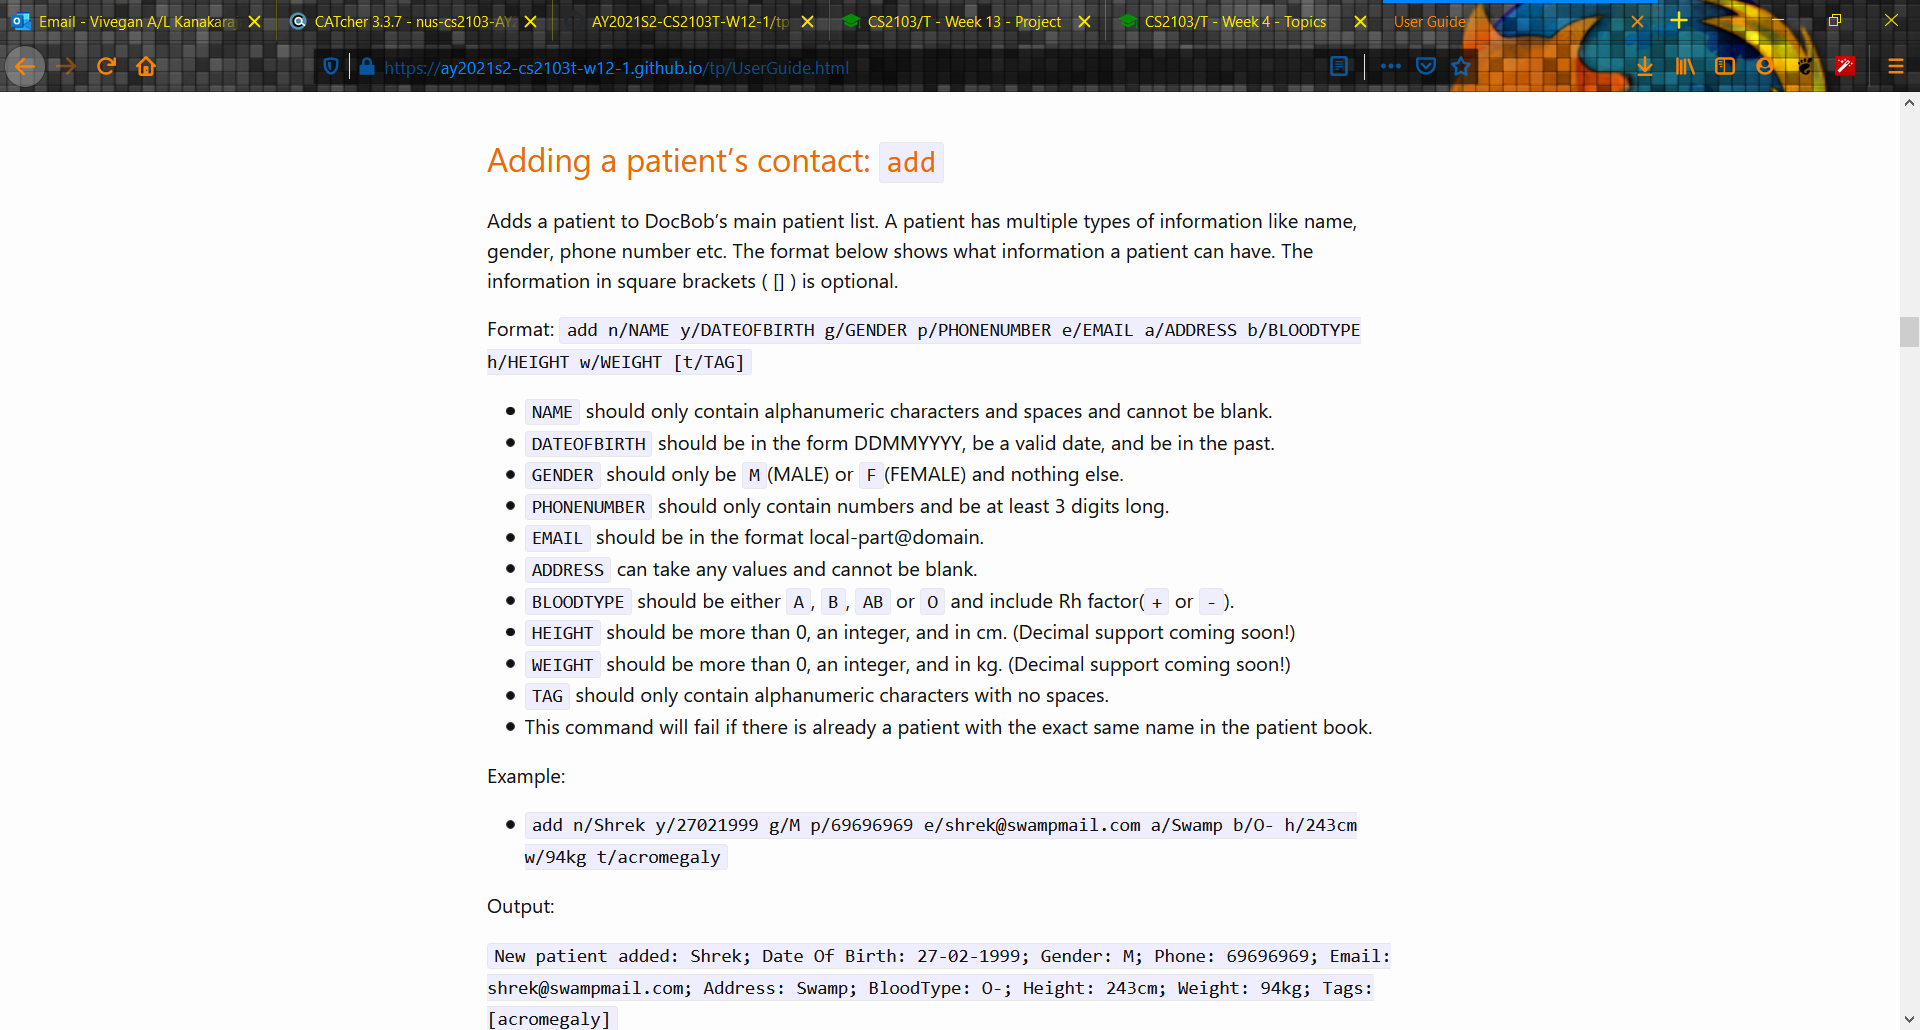 Email - Vivegan A/L Kanakara
CATcher 3.3.7 - nus-cs2103-AY
AY2021S2-CS2103T-W12-1/tp
CS2103/T - Week 13 - Project
CS2103/T - Week 4 - Topics
User Guide
https://ay2021s2-cs2103t-w12-1.github.io/tp/UserGuide.html
Adding a patient’s contact: add
Adds a patient to DocBob’s main patient list. A patient has multiple types of information like name,
gender, phone number etc. The format below shows what information a patient can have. The
information in square brackets ( [] ) is optional.
Format: add n/NAME y/DATEOFBIRTH g/GENDER p/PHONENUMBER e/EMAIL a/ADDRESS b/BLOODTYPE
h/HEIGHT w/WEIGHT [t/TAG]
• NAME should only contain alphanumeric characters and spaces and cannot be blank.
• DATEOFBIRTH should be in the form DDMMYYYY, be a valid date, and be in the past.
• GENDER should only be M (MALE) or F (FEMALE) and nothing else.
• PHONENUMBER should only contain numbers and be at least 3 digits long.
• EMAIL should be in the format local-part@domain.
• ADDRESS can take any values and cannot be blank.
• BLOODTYPE should be either A, B, AB or O and include Rh factor( + or - ).
• HEIGHT should be more than 0, an integer, and in cm. (Decimal support coming soon!)
• WEIGHT should be more than 0, an integer, and in kg. (Decimal support coming soon!)
• TAG should only contain alphanumeric characters with no spaces.
• This command will fail if there is already a patient with the exact same name in the patient book.
Example:
• add n/Shrek y/27021999 g/M p/69696969 e/shrek@swampmail.com a/Swamp b/O- h/243cm
w/94kg t/acromegaly
Output:
New patient added: Shrek; Date Of Birth: 27-02-1999; Gender: M; Phone: 69696969; Email:
shrek@swampmail.com; Address: Swamp; BloodType: O-; Height: 243cm; Weight: 94kg; Tags:
[acromegaly]